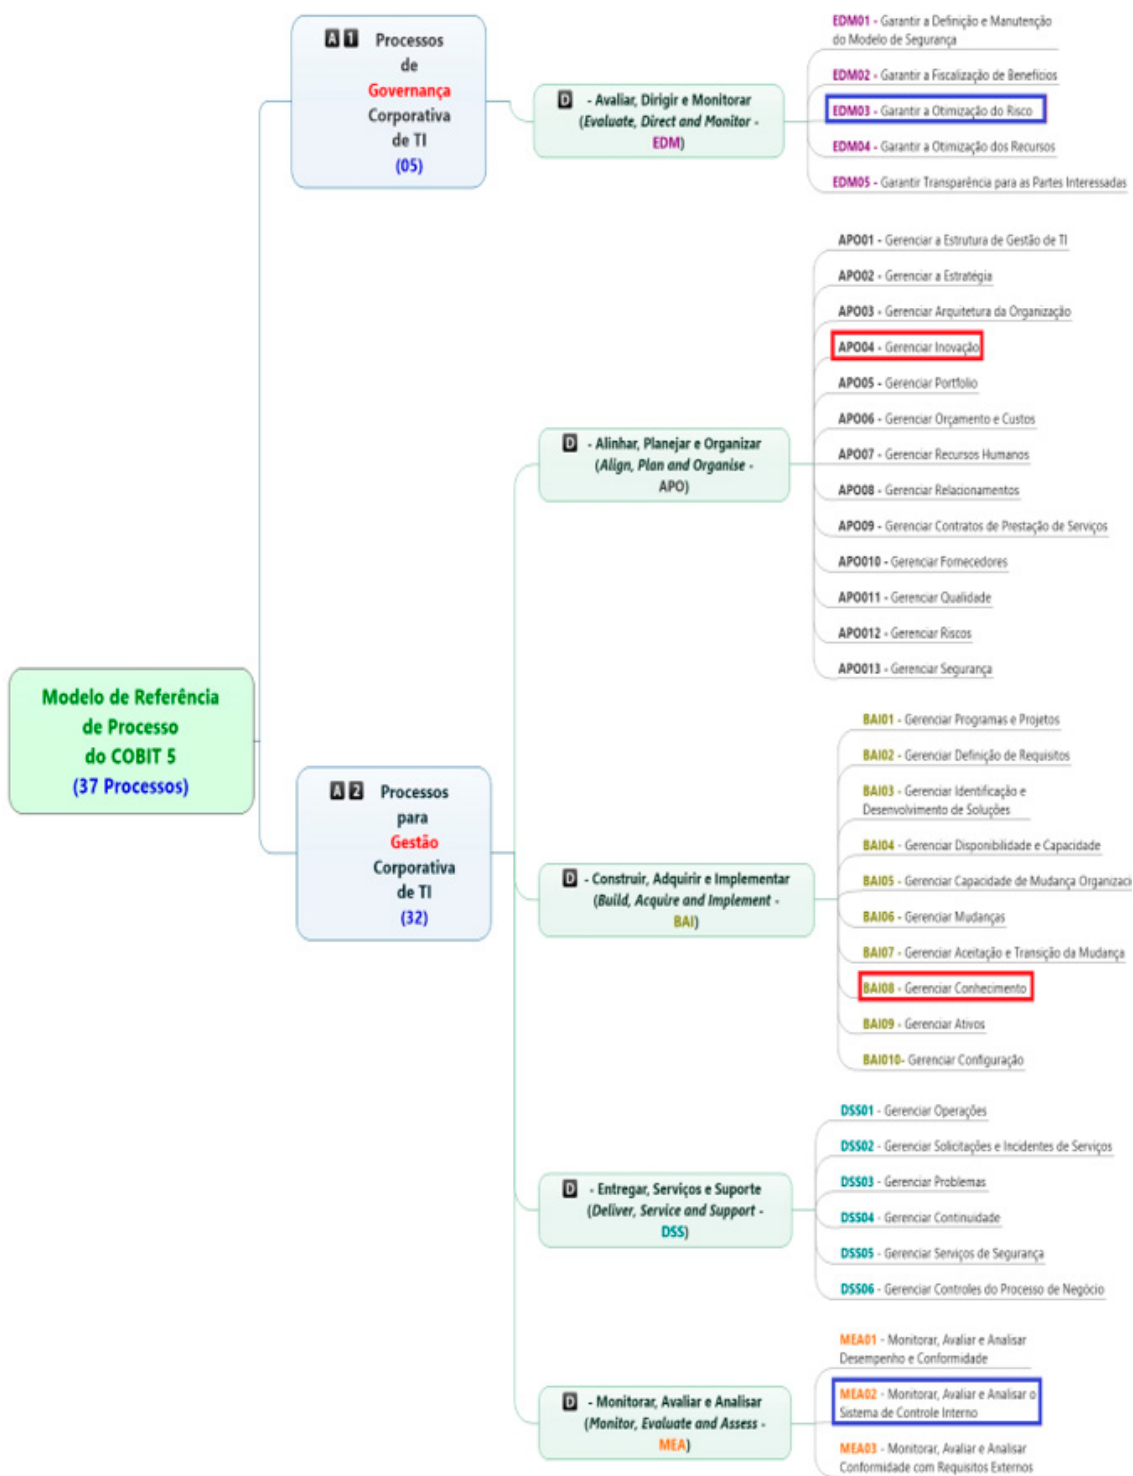 Modelo de Referência
de Processo
do COBIT 5
(37 Processos)
A 1 Processos
de
Governança
Corporativa
de TI
(05)
D - Avaliar, Dirigir e Monitorar
(Evaluate, Direct and Monitor -
EDM)
EDM01 - Garantir a Definição e Manutenção
do Modelo de Segurança
EDM02 - Garantir a Fiscalização de Benefícios
EDM03 - Garantir a Otimização do Risco
EDM04 - Garantir a Otimização dos Recursos
EDM05 - Garantir Transparência para as Partes Interessadas
A 2 Processos
para
Gestão
Corporativa
de TI
(32)
D - Alinhar, Planejar e Organizar
(Align, Plan and Organise -
APO)
APO01 - Gerenciar a Estrutura de Gestão de TI
APO02 - Gerenciar a Estratégia
APO03 - Gerenciar Arquitetura da Organização
APO04 - Gerenciar Inovação
APO05 - Gerenciar Portfolio
APO06 - Gerenciar Orçamento e Custos
APO07 - Gerenciar Recursos Humanos
APO08 - Gerenciar Relacionamentos
APO09 - Gerenciar Contratos de Prestação de Serviços
APO010 - Gerenciar Fornecedores
APO011 - Gerenciar Qualidade
APO012 - Gerenciar Riscos
APO013 - Gerenciar Segurança
D - Construir, Adquirir e Implementar
(Build, Acquire and Implement -
BAI)
BAI01 - Gerenciar Programas e Projetos
BAI02 - Gerenciar Definição de Requisitos
BAI03 - Gerenciar Identificação e
Desenvolvimento de Soluções
BAI04 - Gerenciar Disponibilidade e Capacidade
BAI05 - Gerenciar Capacidade de Mudança Organizaci
BAI06 - Gerenciar Mudanças
BAI07 - Gerenciar Aceitação e Transição da Mudança
BAI08 - Gerenciar Conhecimento
BAI09 - Gerenciar Ativos
BAI010- Gerenciar Configuração
D - Entregar, Serviços e Suporte
(Deliver, Service and Support -
DSS)
DSS01 - Gerenciar Operações
DSS02 - Gerenciar Solicitações e Incidentes de Serviços
DSS03 - Gerenciar Problemas
DSS04 - Gerenciar Continuidade
DSS05 - Gerenciar Serviços de Segurança
DSS06 - Gerenciar Controles do Processo de Negócio
D - Monitorar, Avaliar e Analisar
(Monitor, Evaluate and Assess -
MEA)
MEA01 - Monitorar, Avaliar e Analisar
Desempenho e Conformidade
MEA02 - Monitorar, Avaliar e Analisar o
Sistema de Controle Interno
MEA03 - Monitorar, Avaliar e Analisar
Conformidade com Requisitos Externos